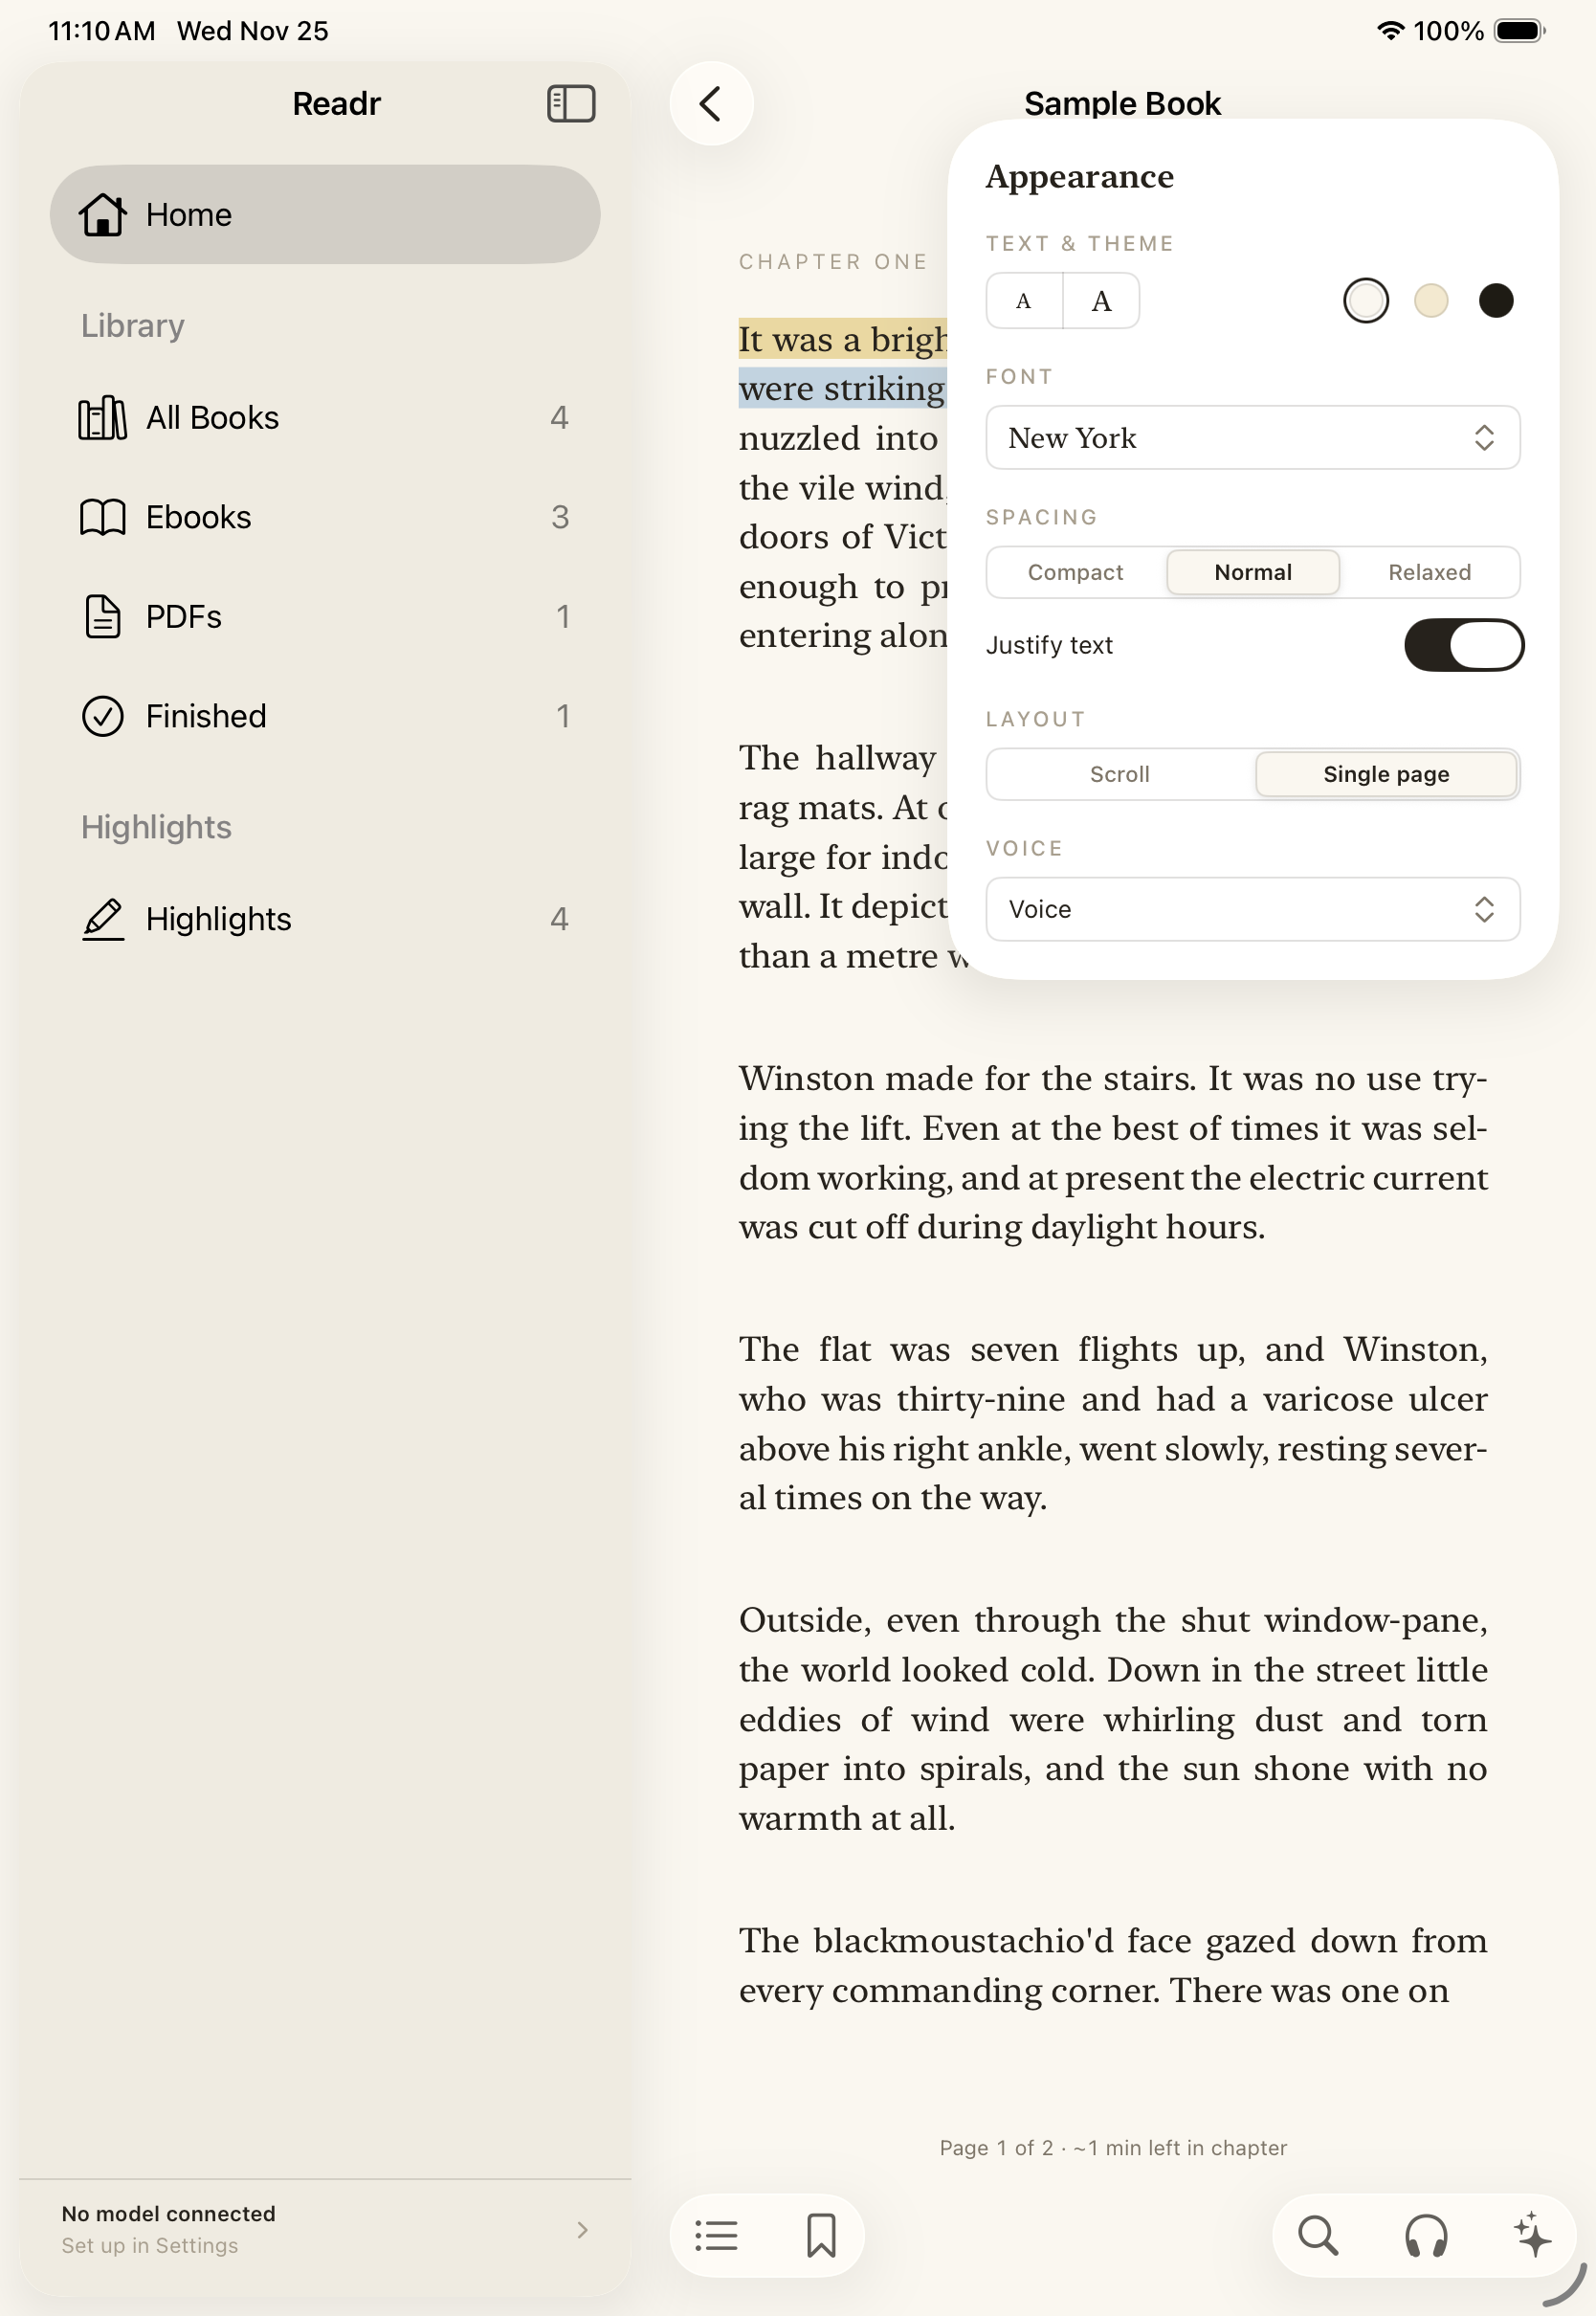 11:10 AM Wed Nov 25
100%
Readr
Home
Library
All Books 4
Ebooks 3
PDFs 1
Finished 1
Highlights
Highlights 4
No model connected
Set up in Settings
Sample Book
CHAPTER ONE
It was a brigh
were striking
nuzzled into
the vile wind,
doors of Vict
enough to pr
entering alon
The hallway
rag mats. At o
large for indo
wall. It depict
than a metre w
Winston made for the stairs. It was no use try-
ing the lift. Even at the best of times it was sel-
dom working, and at present the electric current
was cut off during daylight hours.
The flat was seven flights up, and Winston,
who was thirty-nine and had a varicose ulcer
above his right ankle, went slowly, resting sever-
al times on the way.
Outside, even through the shut window-pane,
the world looked cold. Down in the street little
eddies of wind were whirling dust and torn
paper into spirals, and the sun shone with no
warmth at all.
The blackmoustachio'd face gazed down from
every commanding corner. There was one on
Page 1 of 2 · ~1 min left in chapter
Appearance
TEXT & THEME
A A
FONT
New York
SPACING
Compact Normal Relaxed
Justify text
LAYOUT
Scroll Single page
VOICE
Voice